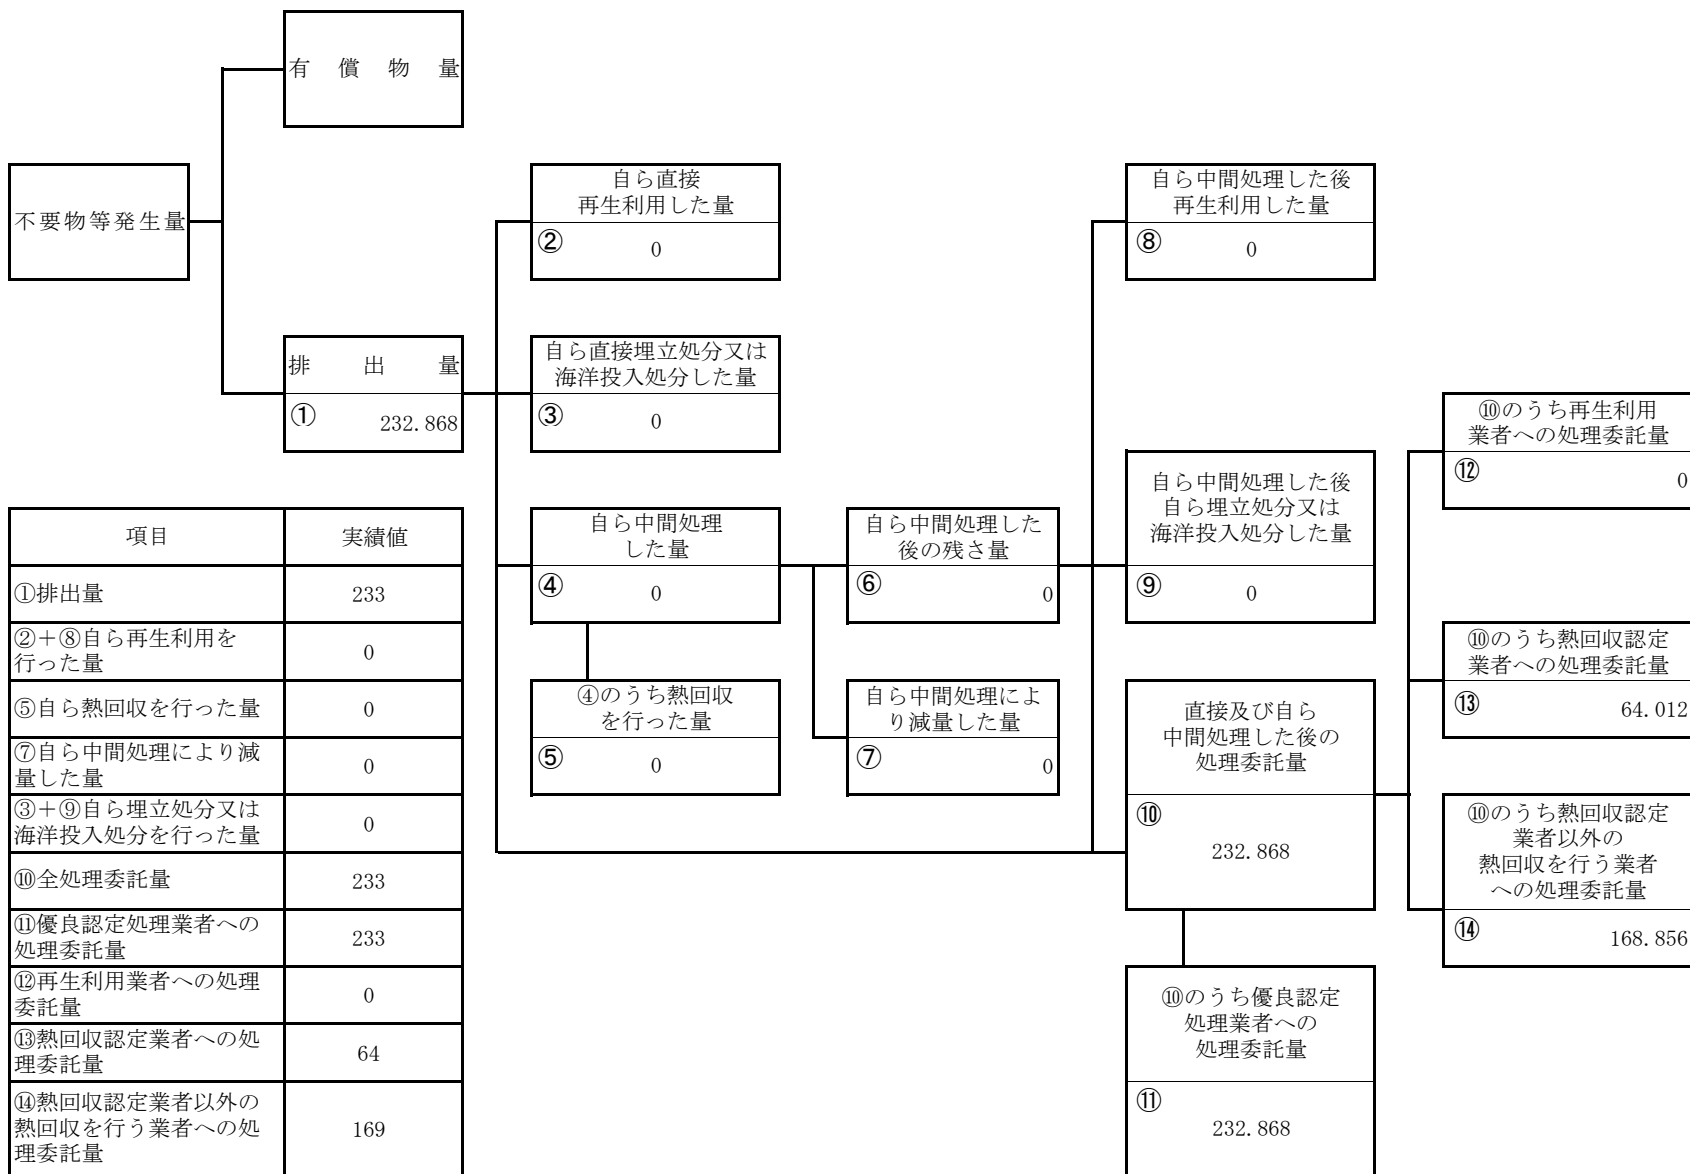 有償物量
不要物等発生量
排出量
① 232.868
自ら直接
再生利用した量
② 0
自ら直接埋立処分又は
海洋投入処分した量
③ 0
自ら中間処理
した量
④ 0
④のうち熱回収
を行った量
⑤ 0
自ら中間処理した
後の残さ量
⑥ 0
自ら中間処理によ
り減量した量
⑦ 0
自ら中間処理した後
再生利用した量
⑧ 0
自ら中間処理した後
自ら埋立処分又は
海洋投入処分した量
⑨ 0
直接及び自ら
中間処理した後の
処理委託量
⑩
232.868
⑩のうち優良認定
処理業者への
処理委託量
⑪
232.868
⑩のうち再生利用
業者への処理委託量
⑫ 0
⑩のうち熱回収認定
業者への処理委託量
⑬ 64.012
⑩のうち熱回収認定
業者以外の
熱回収を行う業者
への処理委託量
⑭ 168.856
項目 実績値
①排出量 233
②＋⑧自ら再生利用を
行った量 0
⑤自ら熱回収を行った量 0
⑦自ら中間処理により減
量した量 0
③＋⑨自ら埋立処分又は
海洋投入処分を行った量 0
⑩全処理委託量 233
⑪優良認定処理業者への
処理委託量 233
⑫再生利用業者への処理
委託量 0
⑬熱回収認定業者への処
理委託量 64
⑭熱回収認定業者以外の
熱回収を行う業者への処
理委託量 169